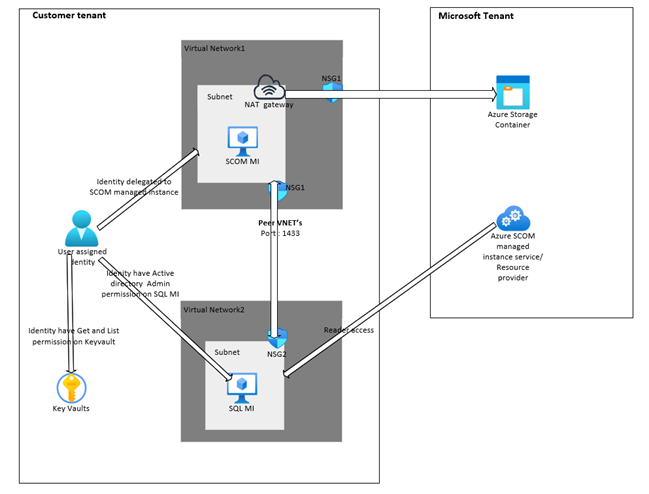 Customer tenant
Microsoft Tenant
Virtual Network1
Subnet
NAT gateway
NSG1
SCOM MI
Azure Storage
Container
Identity delegated to
SCOM managed instance
NSG1
Peer VNET's
Port : 1433
User assigned
identity
Identity have Active
directory Admin
permission on SQL MI
Azure SCOM
managed
instance service/
Resource
provider
Virtual Network2
Reader access
Identity have Get and List
permission on Keyvault
Subnet
NSG2
Key Vaults
SQL MI